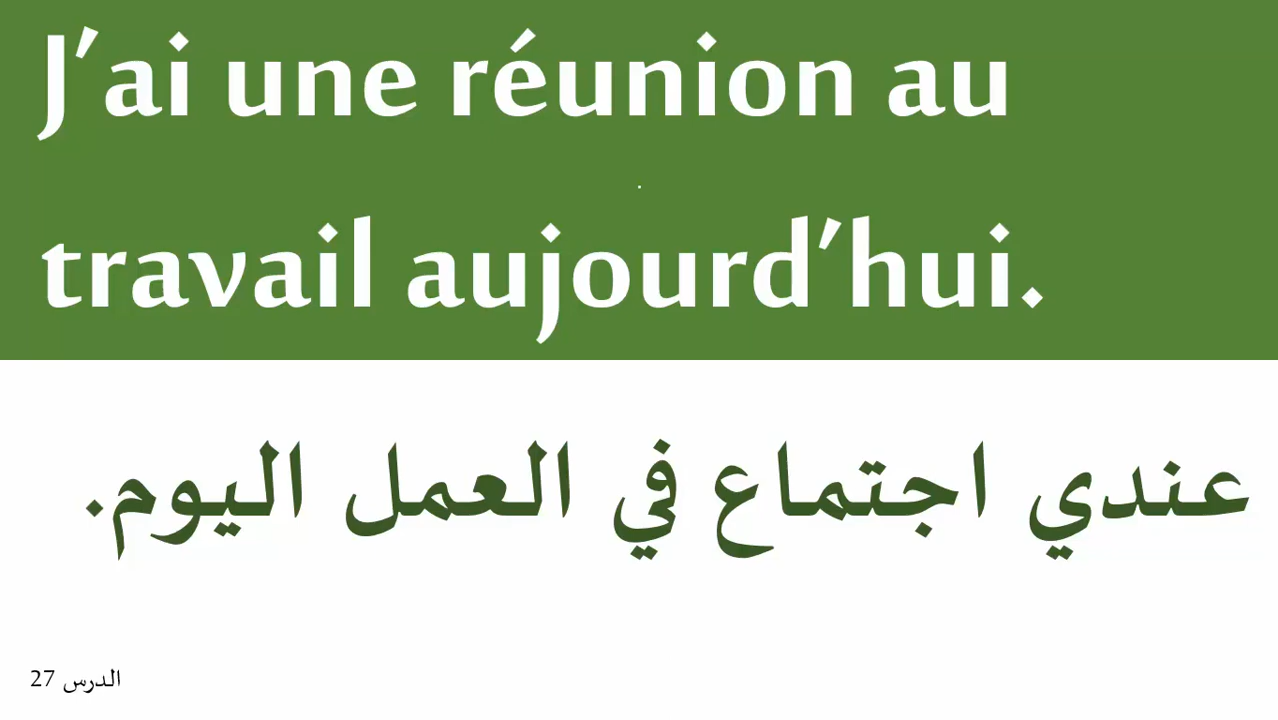 J’ai une réunion au
travail aujourd’hui.
عندي اجتماع في العمل اليوم.
الدرس 27